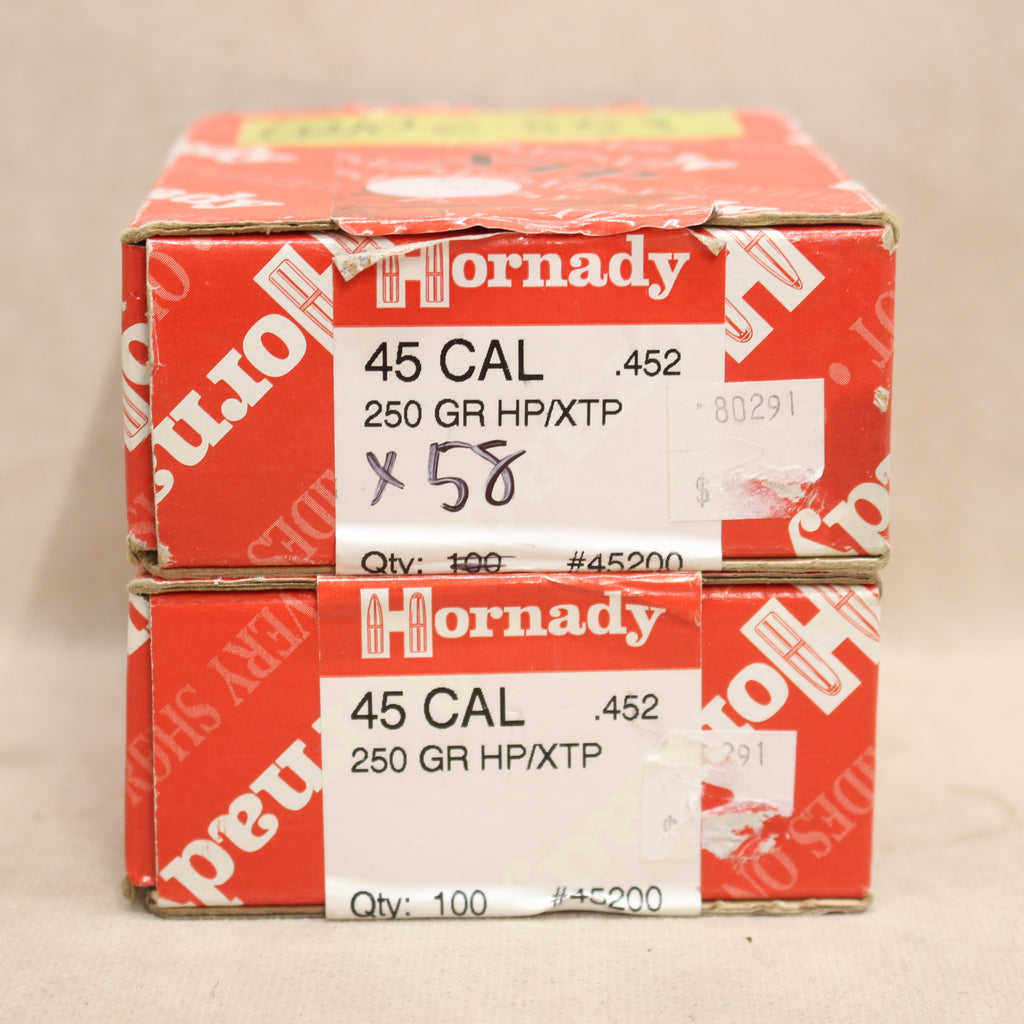 Hornady
45 CAL .452
250 GR HP/XTP
80291
x 58
$
Qty: 100 #45200
Hornady
45 CAL .452
250 GR HP/XTP
291
Qty: 100 #45200